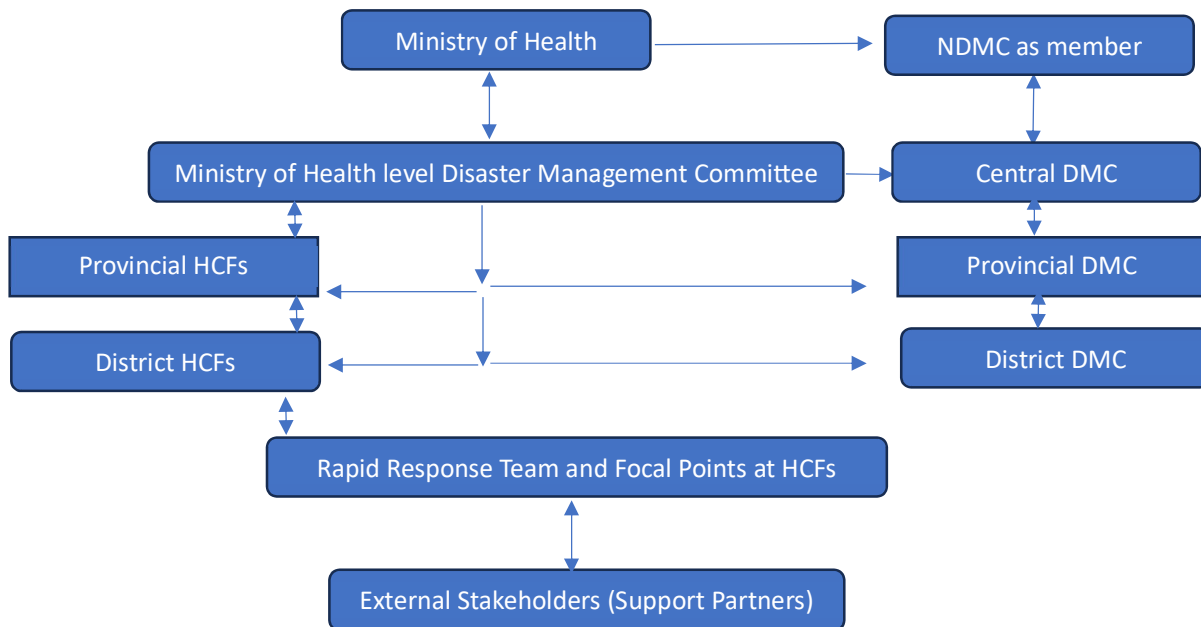 Ministry of Health
NDMC as member
Ministry of Health level Disaster Management Committee
Central DMC
Provincial HCFs
Provincial DMC
District HCFs
District DMC
Rapid Response Team and Focal Points at HCFs
External Stakeholders (Support Partners)